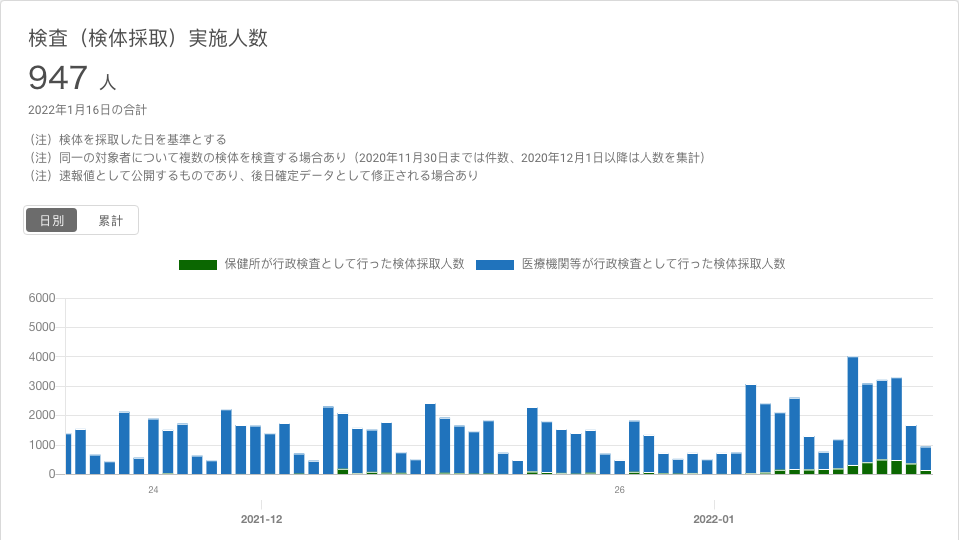 検査（検体採取）実施人数
947 人
2022年1月16日の合計
（注）検体を採取した日を基準とする
（注）同一の対象者について複数の検体を検査する場合あり（2020年11月30日までは件数、2020年12月1日以降は人数を集計）
（注）速報値として公開するものであり、後日確定データとして修正される場合あり
日別 累計
保健所が行政検査として行った検体採取人数 医療機関等が行政検査として行った検体採取人数
6000
5000
4000
3000
2000
1000
0
24 26
2021-12 2022-01